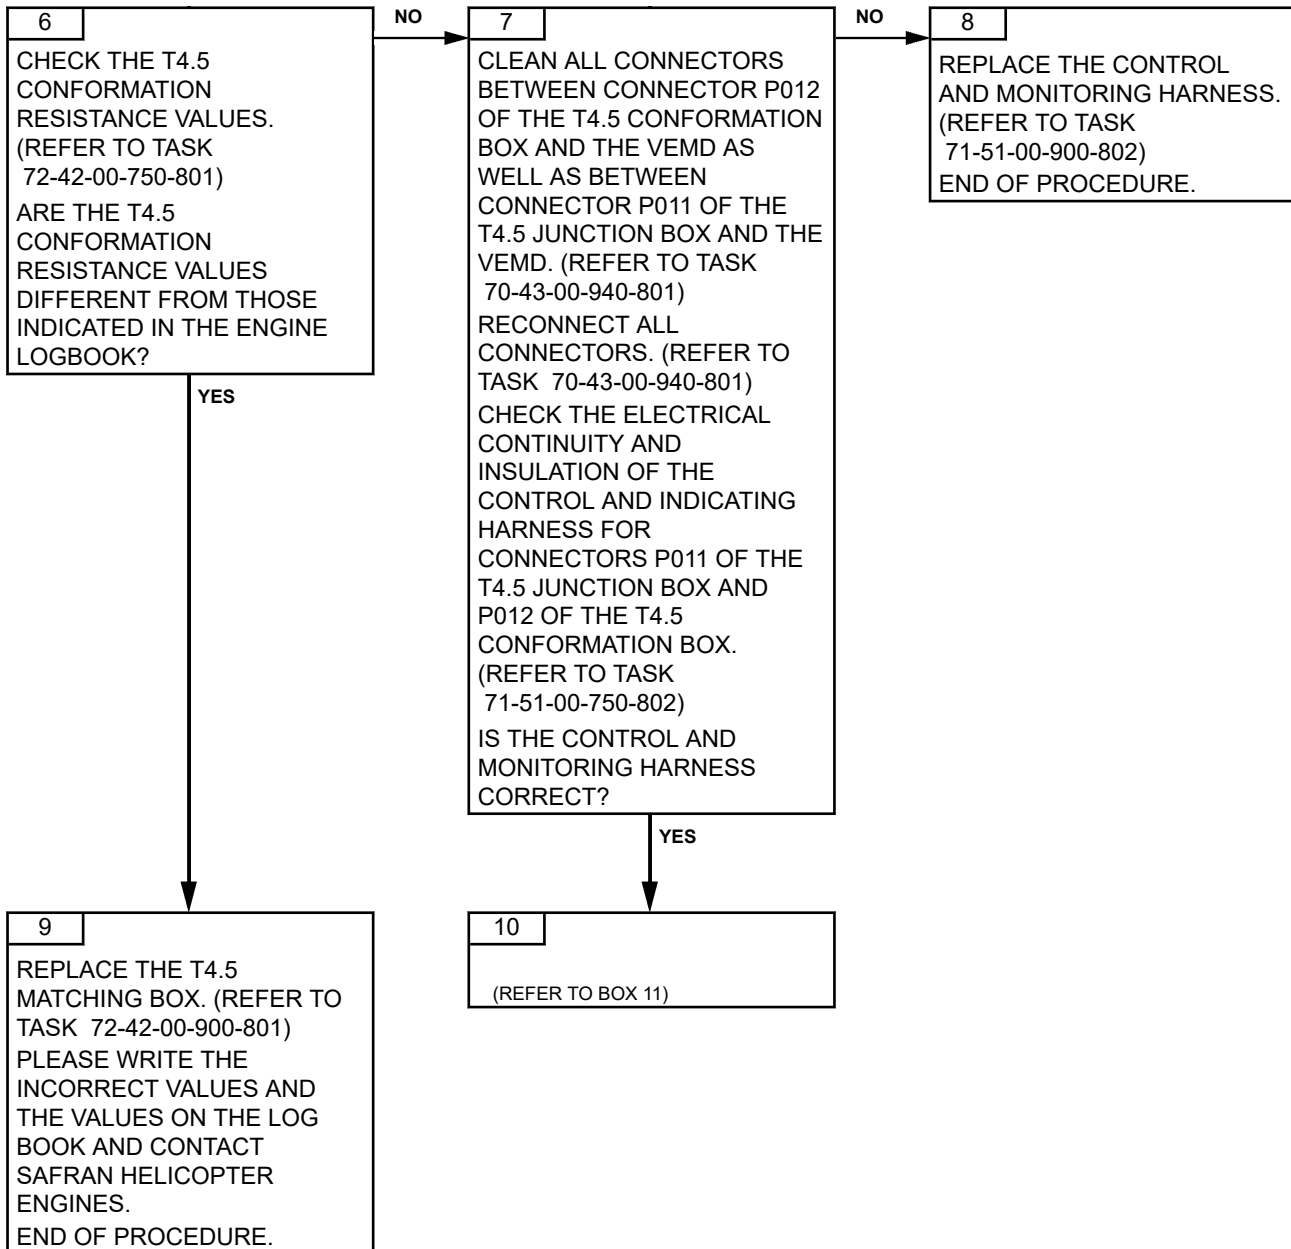 6
CHECK THE T4.5
CONFORMATION
RESISTANCE VALUES.
(REFER TO TASK
72-42-00-750-801)
ARE THE T4.5
CONFORMATION
RESISTANCE VALUES
DIFFERENT FROM THOSE
INDICATED IN THE ENGINE
LOGBOOK?
NO
YES
7
CLEAN ALL CONNECTORS
BETWEEN CONNECTOR P012
OF THE T4.5 CONFORMATION
BOX AND THE VEMD AS
WELL AS BETWEEN
CONNECTOR P011 OF THE
T4.5 JUNCTION BOX AND THE
VEMD. (REFER TO TASK
70-43-00-940-801)
RECONNECT ALL
CONNECTORS. (REFER TO
TASK 70-43-00-940-801)
CHECK THE ELECTRICAL
CONTINUITY AND
INSULATION OF THE
CONTROL AND INDICATING
HARNESS FOR
CONNECTORS P011 OF THE
T4.5 JUNCTION BOX AND
P012 OF THE T4.5
CONFORMATION BOX.
(REFER TO TASK
71-51-00-750-802)
IS THE CONTROL AND
MONITORING HARNESS
CORRECT?
NO
YES
8
REPLACE THE CONTROL
AND MONITORING HARNESS.
(REFER TO TASK
71-51-00-900-802)
END OF PROCEDURE.
9
REPLACE THE T4.5
MATCHING BOX. (REFER TO
TASK 72-42-00-900-801)
PLEASE WRITE THE
INCORRECT VALUES AND
THE VALUES ON THE LOG
BOOK AND CONTACT
SAFRAN HELICOPTER
ENGINES.
END OF PROCEDURE.
10
(REFER TO BOX 11)